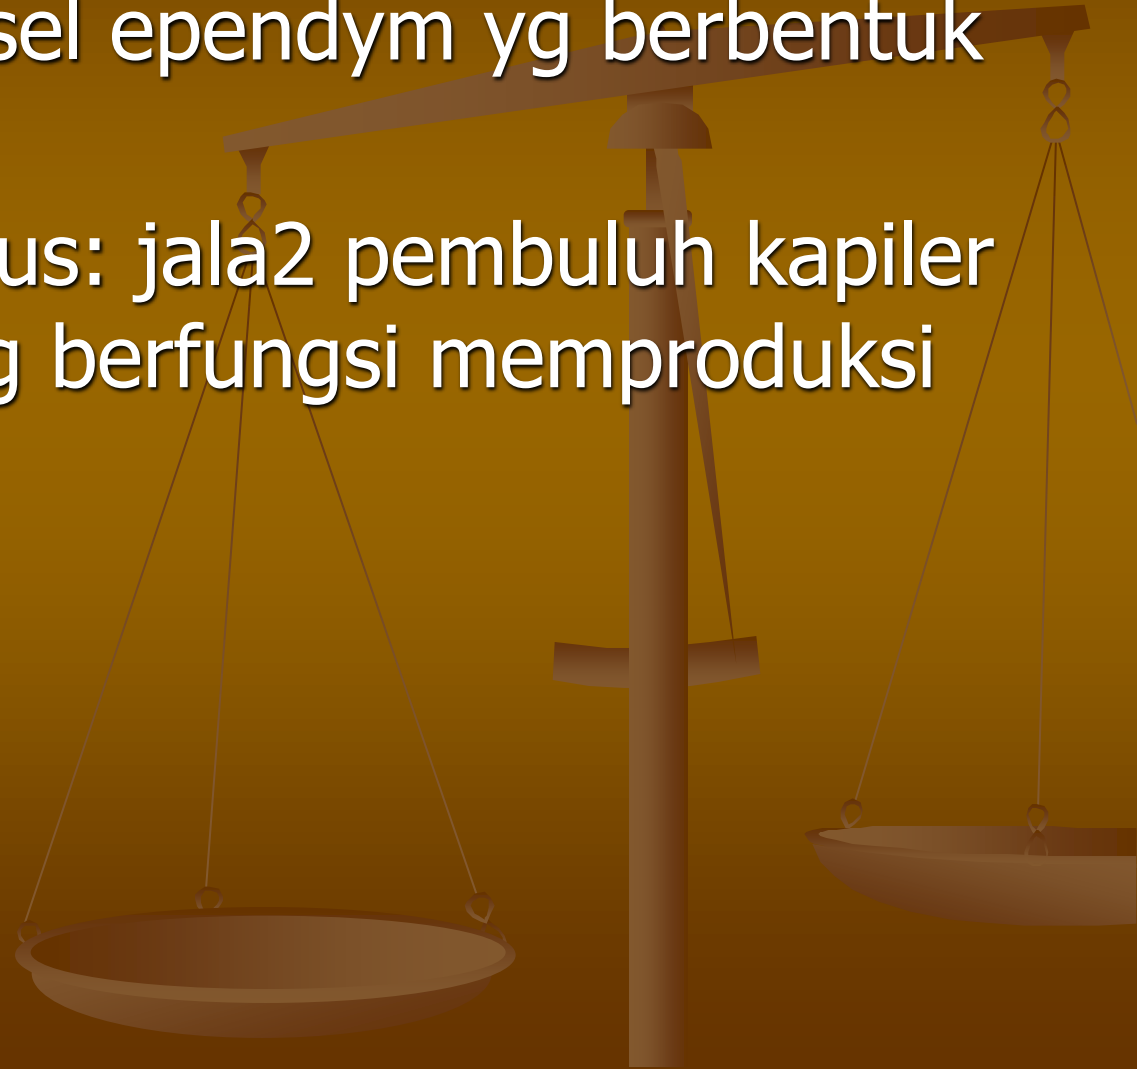 sel ependym yg berbentuk
us: jala2 pembuluh kapiler
g berfungsi memproduksi